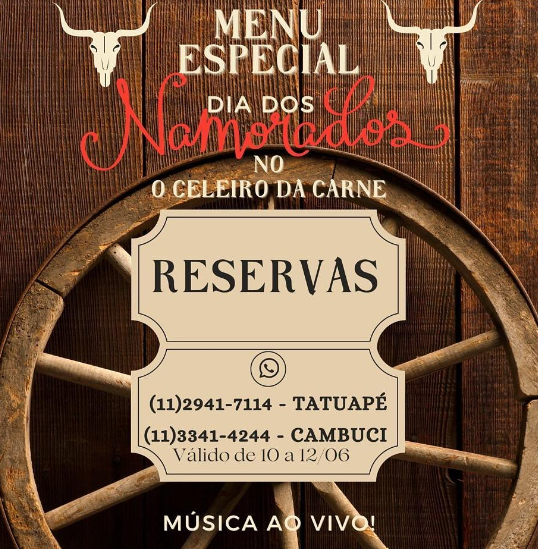 MENU
ESPECIAL
DIA DOS
Namorados
NO
O CELEIRO DA CARNE
RESERVAS
(11)2941-7114 - TATUAPÉ
(11)3341-4244 - CAMBUCI
Válido de 10 a 12/06
MÚSICA AO VIVO!